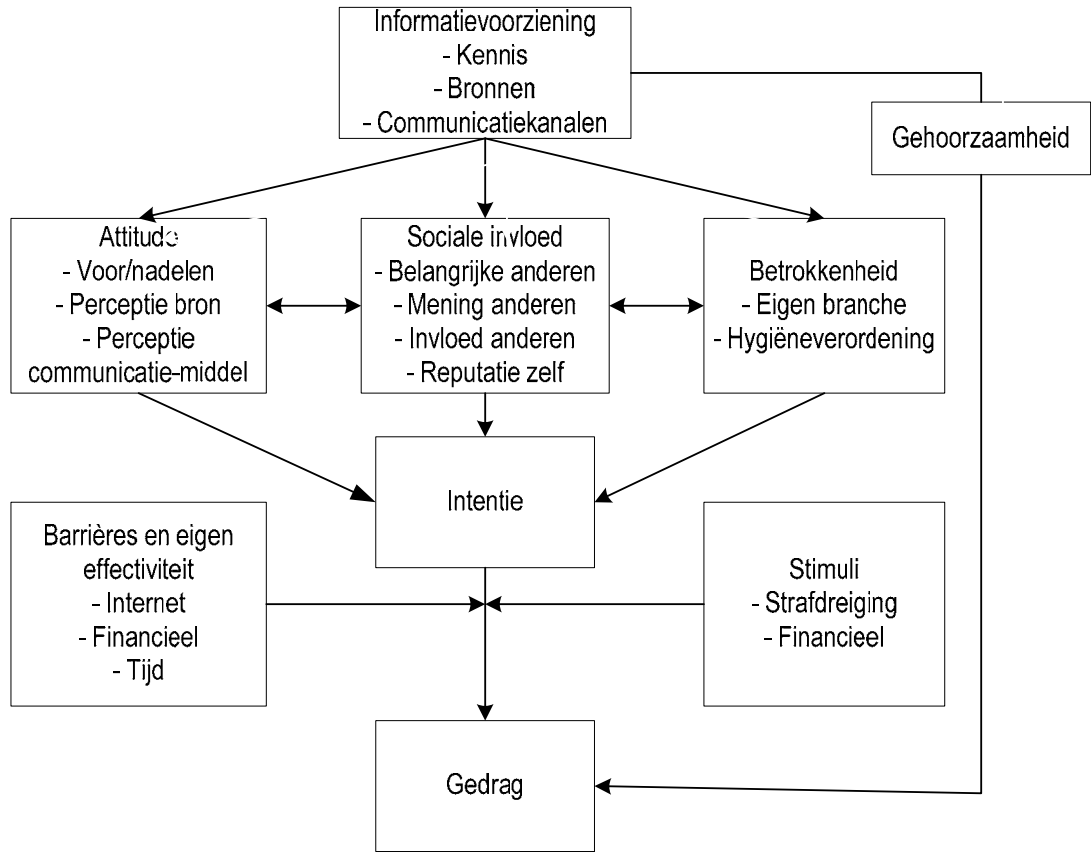 Informatievoorziening
- Kennis
- Bronnen
- Communicatiekanalen
Gehoorzaamheid
Attitude
- Voor/nadelen
- Perceptie bron
- Perceptie
communicatie-middel
Sociale invloed
- Belangrijke anderen
- Mening anderen
- Invloed anderen
- Reputatie zelf
Betrokkenheid
- Eigen branche
- Hygiëneverordening
Intentie
Barrières en eigen
effectiviteit
- Internet
- Financieel
- Tijd
Stimuli
- Strafdreiging
- Financieel
Gedrag